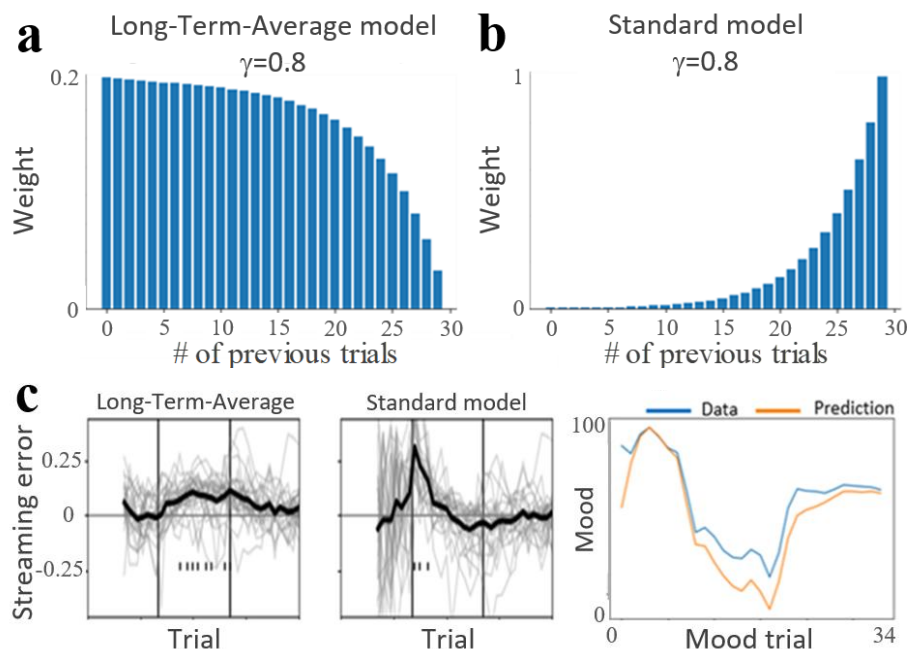 a
Long-Term-Average model
γ=0.8
Weight
0.2
0
0 5 10 15 20 25 30
# of previous trials
b
Standard model
γ=0.8
Weight
1
0
0 5 10 15 20 25 30
# of previous trials
c
Long-Term-Average
Streaming error
0.25
0
-0.25
Trial
Standard model
Trial
Data Prediction
Mood
100
0
0 34
Mood trial